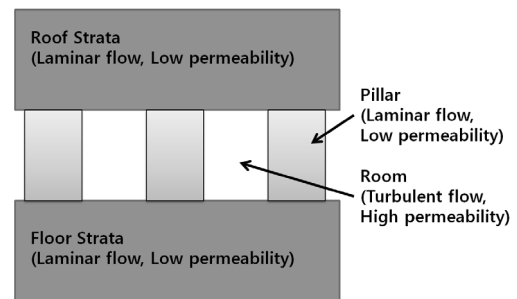 Roof Strata
(Laminar flow, Low permeability)
Pillar
(Laminar flow,
Low permeability)
Room
(Turbulent flow,
High permeability)
Floor Strata
(Laminar flow, Low permeability)